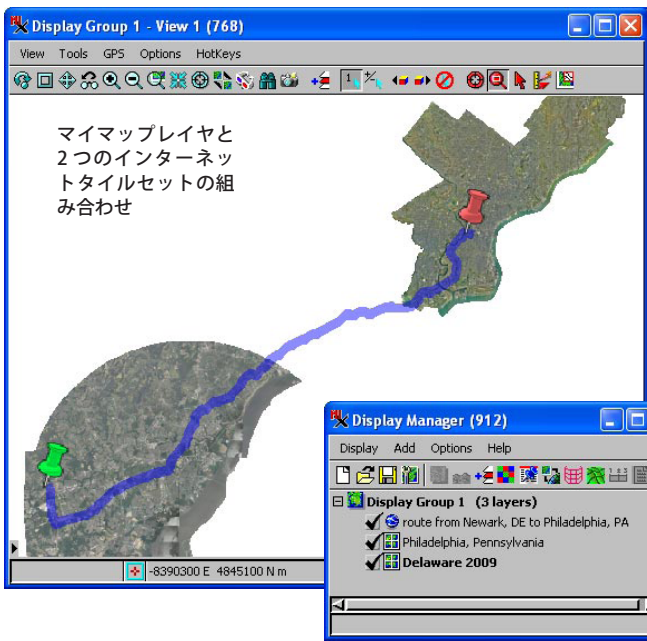 Display Group 1 - View 1 (768)
View Tools GPS Options HotKeys
マイマップレイヤと
2つのインターネッ
トタイルセットの組
み合わせ
-8390300 E 4845100 N m
Display Manager (912)
Display Add Options Help
Display Group 1 (3 layers)
route from Newark, DE to Philadelphia, PA
Philadelphia, Pennsylvania
Delaware 2009